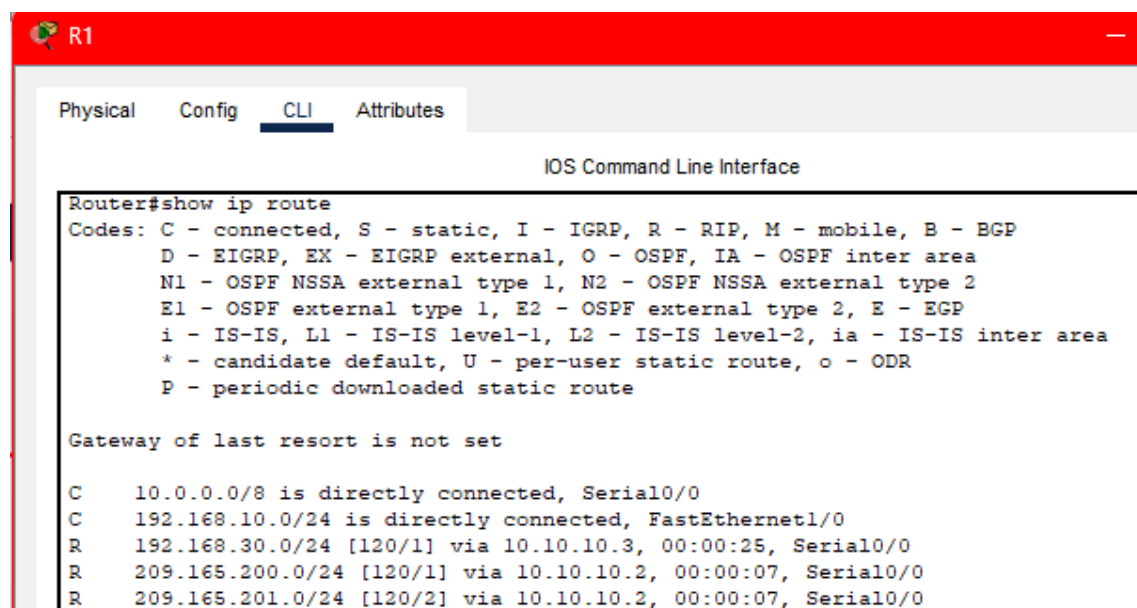 R1
Physical Config CLI Attributes
IOS Command Line Interface
Router#show ip route
Codes: C - connected, S - static, I - IGRP, R - RIP, M - mobile, B - BGP
D - EIGRP, EX - EIGRP external, O - OSPF, IA - OSPF inter area
N1 - OSPF NSSA external type 1, N2 - OSPF NSSA external type 2
E1 - OSPF external type 1, E2 - OSPF external type 2, E - EGP
i - IS-IS, L1 - IS-IS level-1, L2 - IS-IS level-2, ia - IS-IS inter area
* - candidate default, U - per-user static route, o - ODR
P - periodic downloaded static route
Gateway of last resort is not set
C 10.0.0.0/8 is directly connected, Serial0/0
C 192.168.10.0/24 is directly connected, FastEthernet1/0
R 192.168.30.0/24 [120/1] via 10.10.10.3, 00:00:25, Serial0/0
R 209.165.200.0/24 [120/1] via 10.10.10.2, 00:00:07, Serial0/0
R 209.165.201.0/24 [120/2] via 10.10.10.2, 00:00:07, Serial0/0